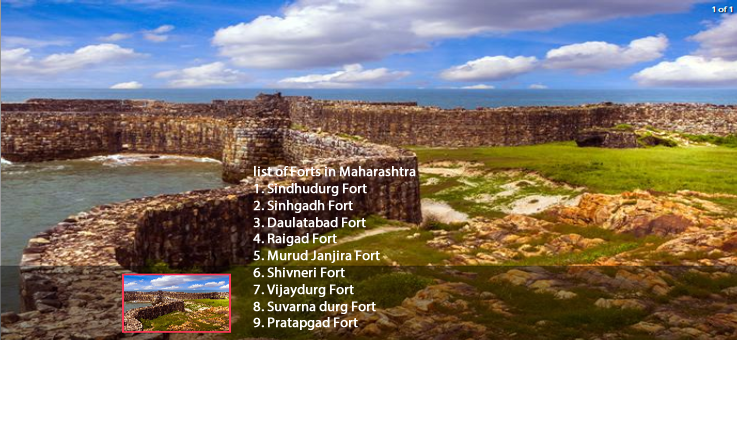 1 of 1
list of Forts in Maharashtra
1. Sindhudurg Fort
2. Sinhgadh Fort
3. Daulatabad Fort
4. Raigad Fort
5. Murud Janjira Fort
6. Shivneri Fort
7. Vijaydurg Fort
8. Suvarna durg Fort
9. Pratapgad Fort